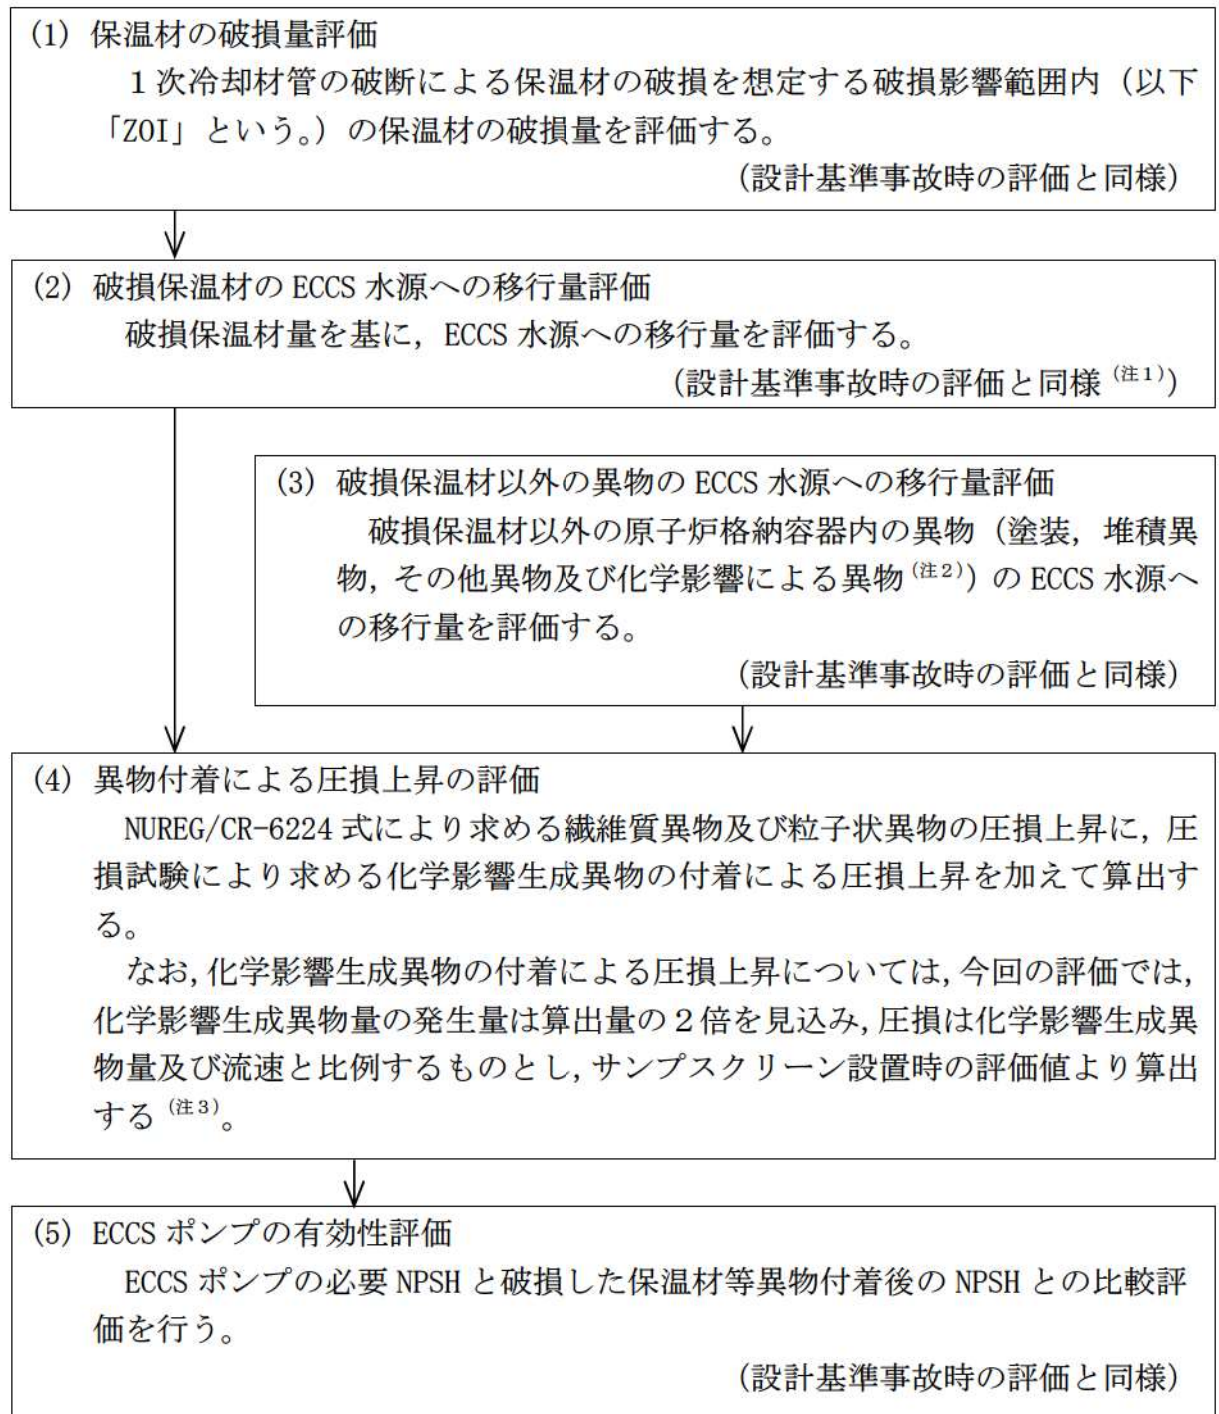 (1) 保温材の破損量評価
１次冷却材管の破断による保温材の破損を想定する破損影響範囲内（以下
「ZOI」という。）の保温材の破損量を評価する。
（設計基準事故時の評価と同様）
(2) 破損保温材の ECCS 水源への移行量評価
破損保温材量を基に，ECCS 水源への移行量を評価する。
（設計基準事故時の評価と同様（注１））
(3) 破損保温材以外の異物の ECCS 水源への移行量評価
破損保温材以外の原子炉格納容器内の異物（塗装，堆積異
物，その他異物及び化学影響による異物（注２））の ECCS 水源へ
の移行量を評価する。
（設計基準事故時の評価と同様）
(4) 異物付着による圧損上昇の評価
NUREG/CR-6224 式により求める繊維質異物及び粒子状異物の圧損上昇に，圧
損試験により求める化学影響生成異物の付着による圧損上昇を加えて算出す
る。
なお，化学影響生成異物の付着による圧損上昇については，今回の評価では，
化学影響生成異物量の発生量は算出量の２倍を見込み，圧損は化学影響生成異
物量及び流速と比例するものとし，サンプスクリーン設置時の評価値より算出
する（注３）。
(5) ECCS ポンプの有効性評価
ECCS ポンプの必要 NPSH と破損した保温材等異物付着後の NPSH との比較評
価を行う。
（設計基準事故時の評価と同様）